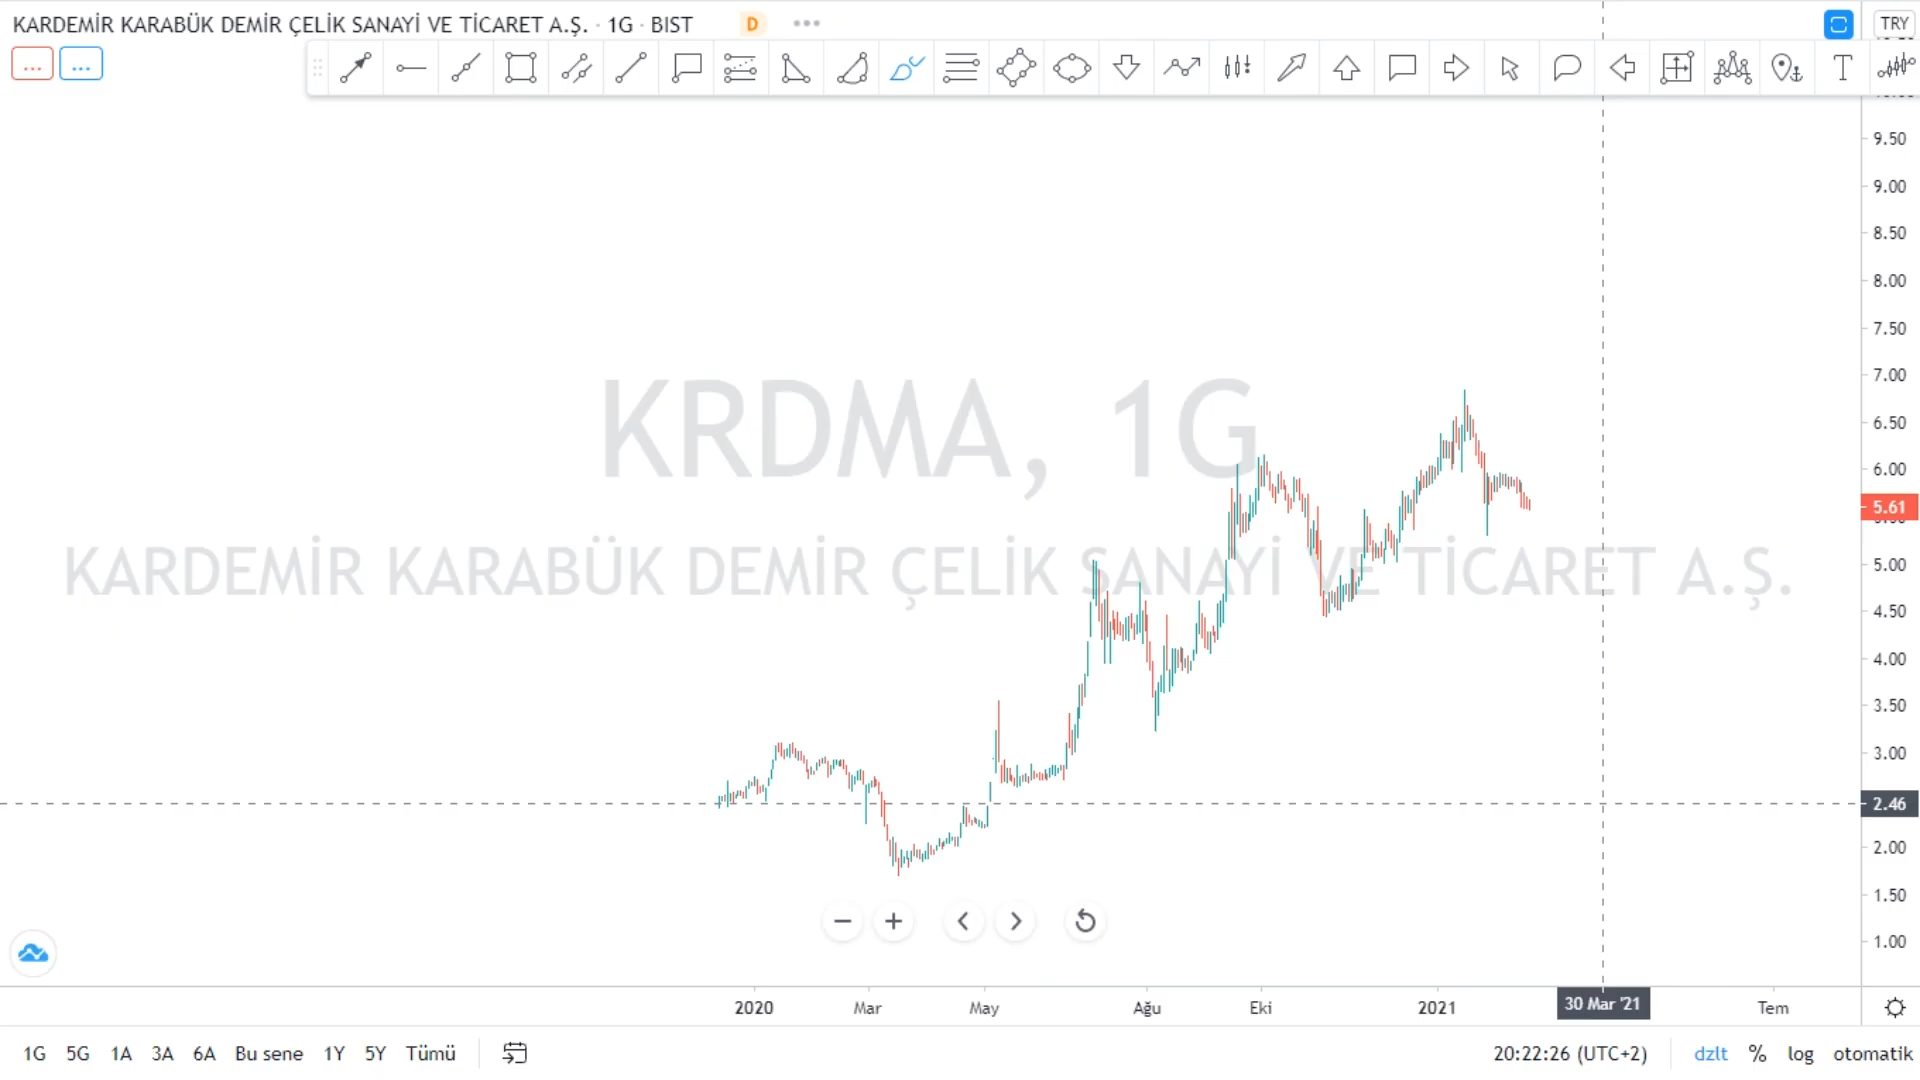 KARDEMİR KARABÜK DEMİR ÇELİK SANAYİ VE TİCARET A.Ş. · 1G · BIST D
TRY
... ...
T
9.50
9.00
8.50
8.00
7.50
7.00
6.50
6.00
5.61
5.00
4.50
4.00
3.50
3.00
2.46
2.00
1.50
1.00
KRDMA, 1G
KARDEMİR KARABÜK DEMİR ÇELİK SANAYİ VE TİCARET A.Ş.
2020 Mar May Ağu Eki 2021 30 Mar '21 Tem
1G 5G 1A 3A 6A Bu sene 1Y 5Y Tümü 20:22:26 (UTC+2) dzlt % log otomatik